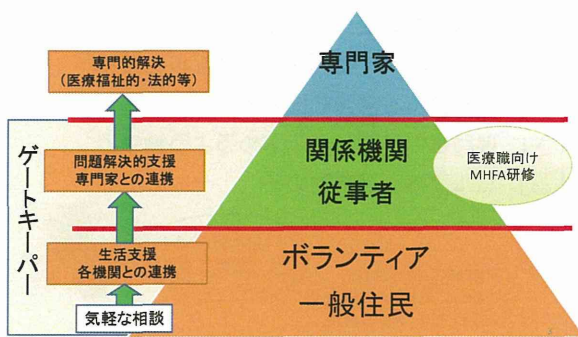 専門的解決
(医療福祉的・法的等)
専門家
ゲートキーパー
問題解決的支援
専門家との連携
関係機関
従事者
医療職向け
MHFA研修
生活支援
各機関との連携
気軽な相談
ボランティア
一般住民